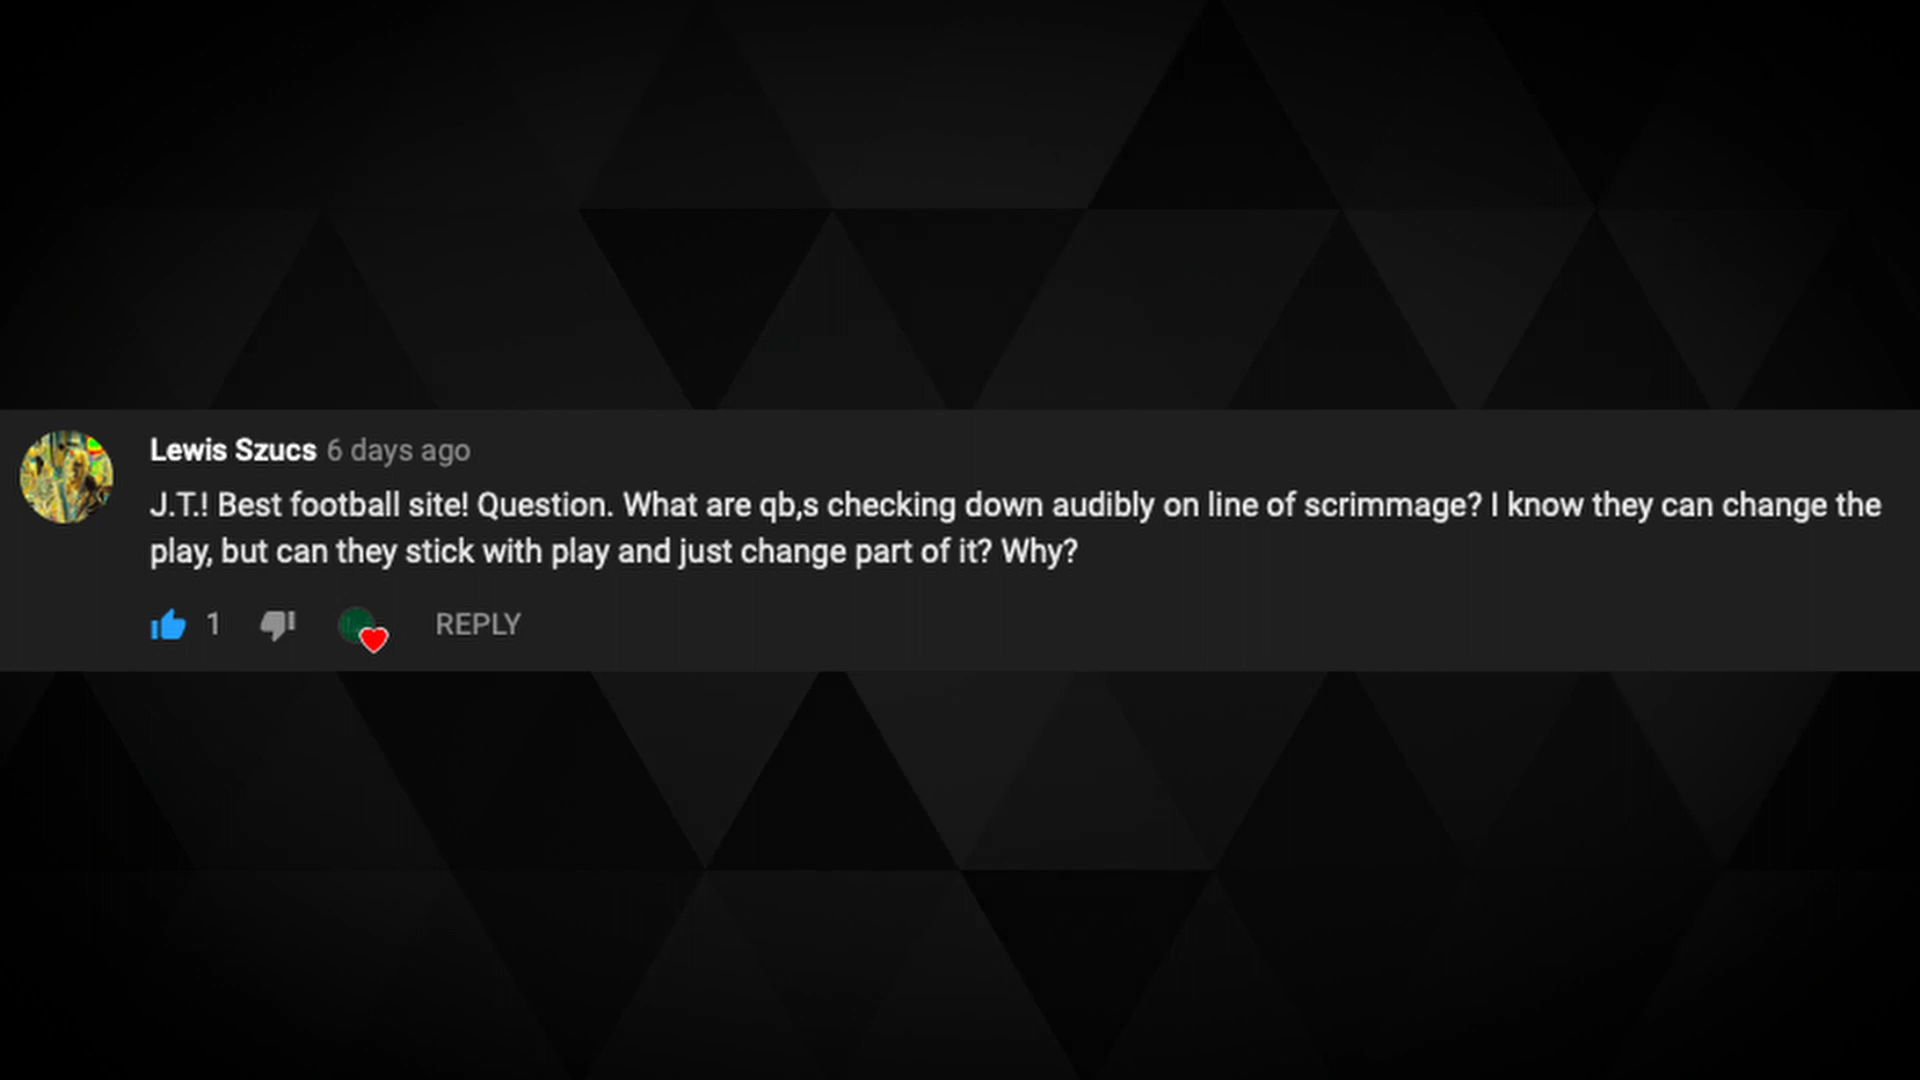 Lewis Szucs 6 days ago
J.T.! Best football site! Question. What are qb,s checking down audibly on line of scrimmage? I know they can change the
play, but can they stick with play and just change part of it? Why?
1 REPLY